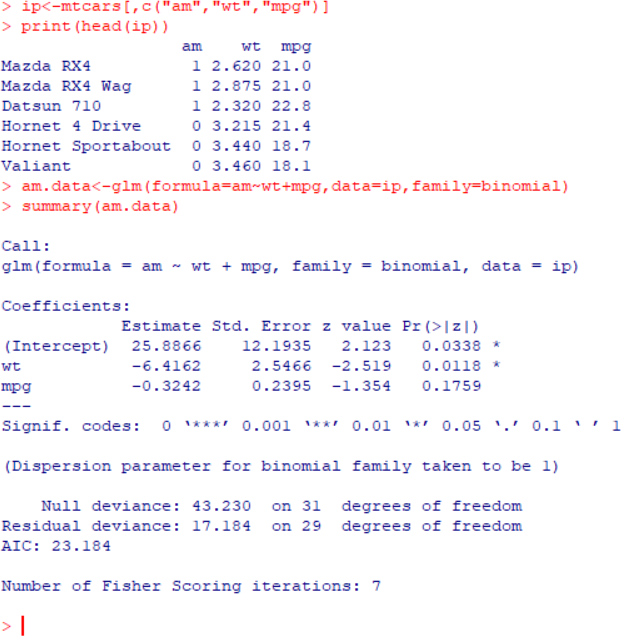 > ip<-mtcars[,c("am","wt","mpg")]
> print(head(ip))
                  am    wt  mpg
Mazda RX4          1 2.620 21.0
Mazda RX4 Wag      1 2.875 21.0
Datsun 710         1 2.320 22.8
Hornet 4 Drive     0 3.215 21.4
Hornet Sportabout  0 3.440 18.7
Valiant            0 3.460 18.1
> am.data<-glm(formula=am~wt+mpg,data=ip,family=binomial)
> summary(am.data)
Call:
glm(formula = am ~ wt + mpg, family = binomial, data = ip)
Coefficients:
            Estimate Std. Error z value Pr(>|z|)
(Intercept)  25.8866    12.1935   2.123   0.0338 *
wt           -6.4162     2.5466  -2.519   0.0118 *
mpg          -0.3242     0.2395  -1.354   0.1759
---
Signif. codes:  0 ‘***’ 0.001 ‘**’ 0.01 ‘*’ 0.05 ‘.’ 0.1 ‘ ’ 1
(Dispersion parameter for binomial family taken to be 1)
    Null deviance: 43.230  on 31  degrees of freedom
Residual deviance: 17.184  on 29  degrees of freedom
AIC: 23.184
Number of Fisher Scoring iterations: 7
>